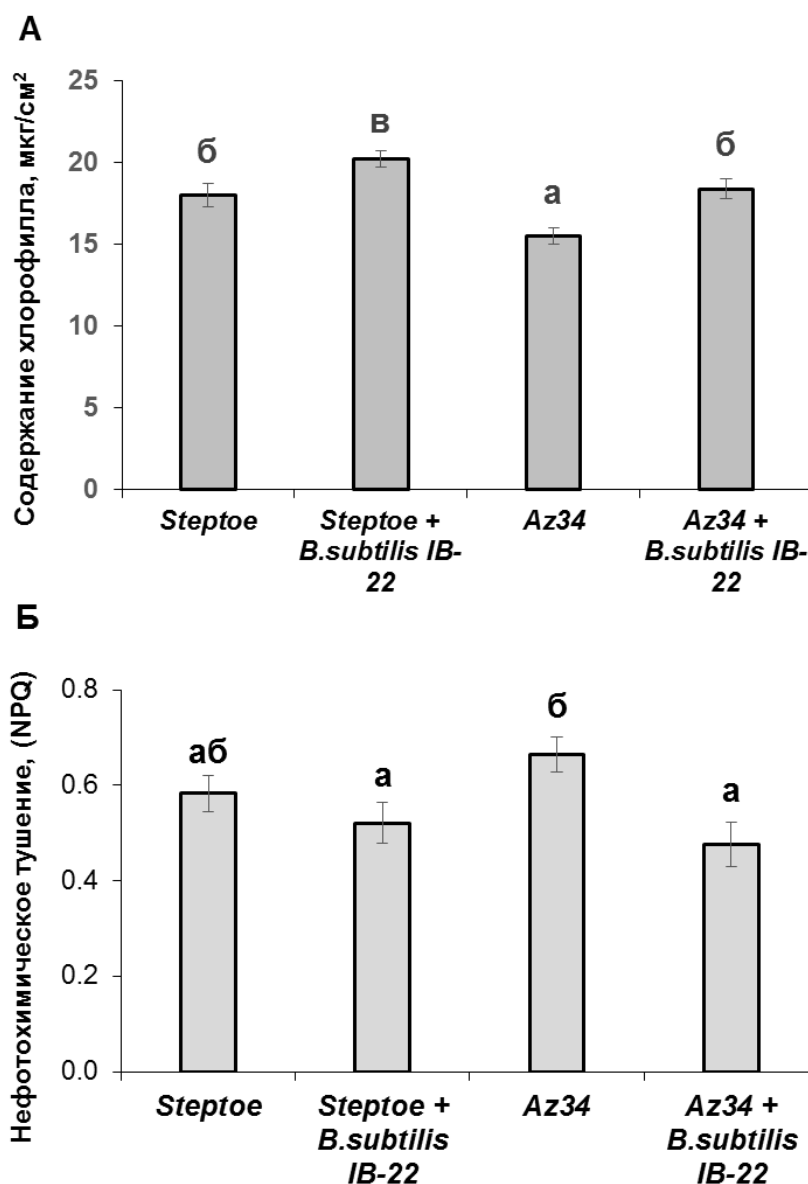 А
Содержание хлорофилла, мкг/см²
25
20
15
10
5
0
б
в
а
б
Steptoe
Steptoe +
B.subtilis IB-
22
Az34
Az34 +
B.subtilis IB-
22
Б
Нефотохимическое тушение, (NPQ)
0.8
0.6
0.4
0.2
0.0
аб
а
б
а
Steptoe
Steptoe +
B.subtilis
IB-22
Az34
Az34 +
B.subtilis
IB-22